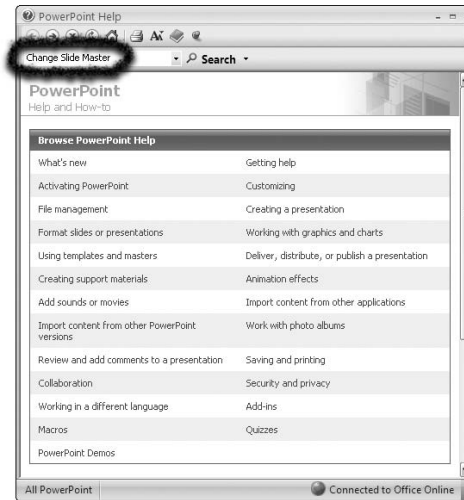 PowerPoint Help
Change Slide Master
Search
PowerPoint
Help and How-to
Browse PowerPoint Help
What's new
Getting help
Activating PowerPoint
Customizing
File management
Creating a presentation
Format slides or presentations
Working with graphics and charts
Using templates and masters
Deliver, distribute, or publish a presentation
Creating support materials
Animation effects
Add sounds or movies
Import content from other applications
Import content from other PowerPoint
versions
Work with photo albums
Review and add comments to a presentation
Saving and printing
Collaboration
Security and privacy
Working in a different language
Add-ins
Macros
Quizzes
PowerPoint Demos
All PowerPoint
Connected to Office Online